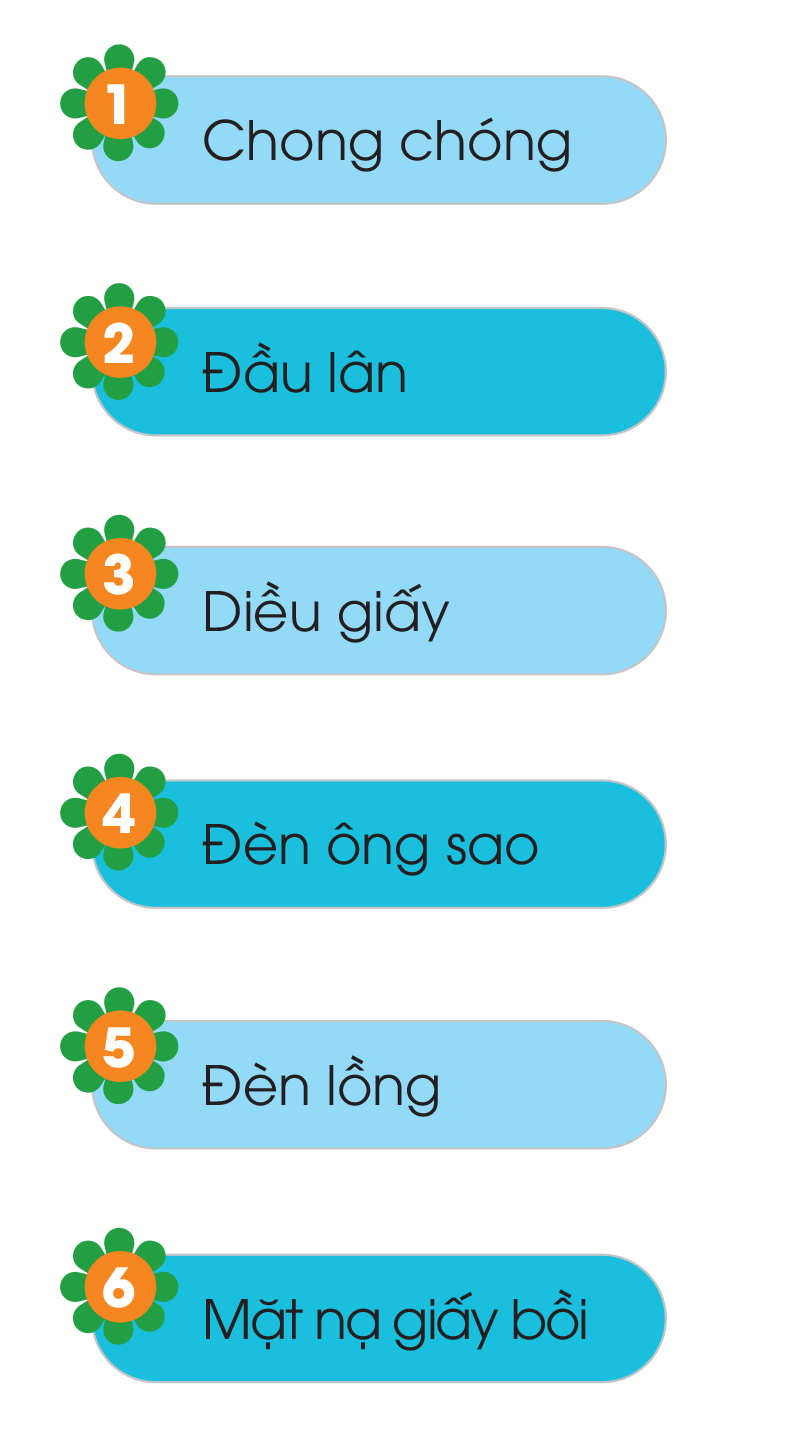 1 Chong chóng
2 Đầu lân
3 Diều giấy
4 Đèn ông sao
5 Đèn lồng
6 Mặt nạ giấy bồi